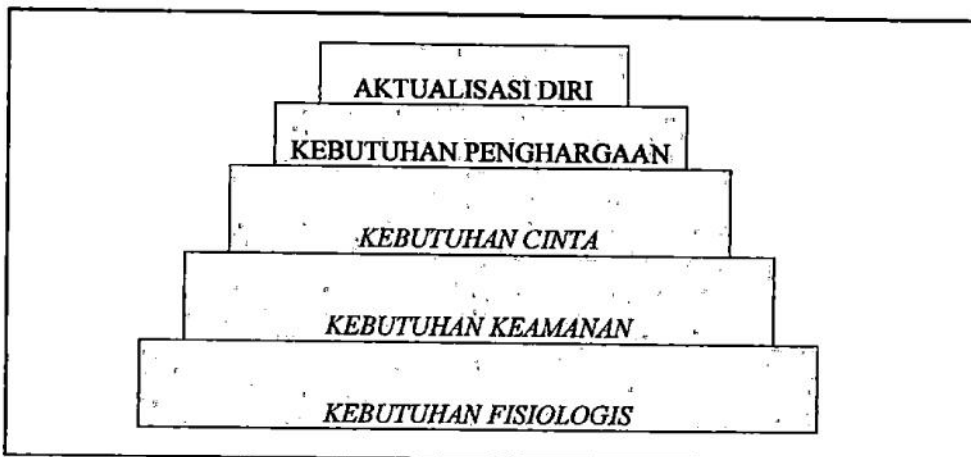 AKTUALISASI DIRI
KEBUTUHAN PENGHARGAAN
KEBUTUHAN CINTA
KEBUTUHAN KEAMANAN
KEBUTUHAN FISIOLOGIS